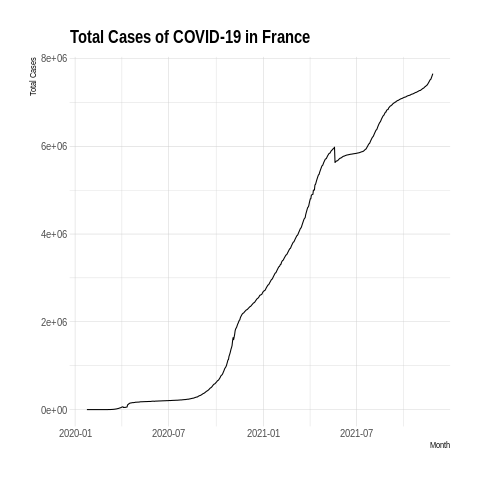 Total Cases of COVID-19 in France
Total Cases
8e+06
6e+06
4e+06
2e+06
0e+00
2020-01 2020-07 2021-01 2021-07
Month